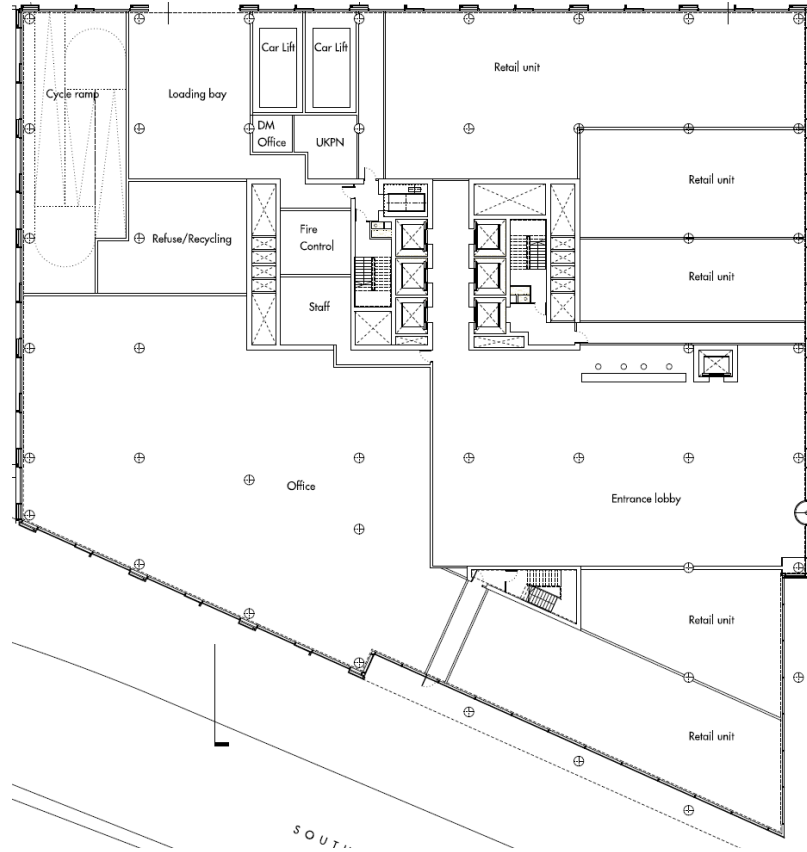 Car Lift
Car Lift
Retail unit
Cycle ramp
Loading bay
DM
Office
UKPN
Retail unit
Refuse/Recycling
Fire
Control
Retail unit
Staff
Office
Entrance lobby
Retail unit
Retail unit
SOUTH